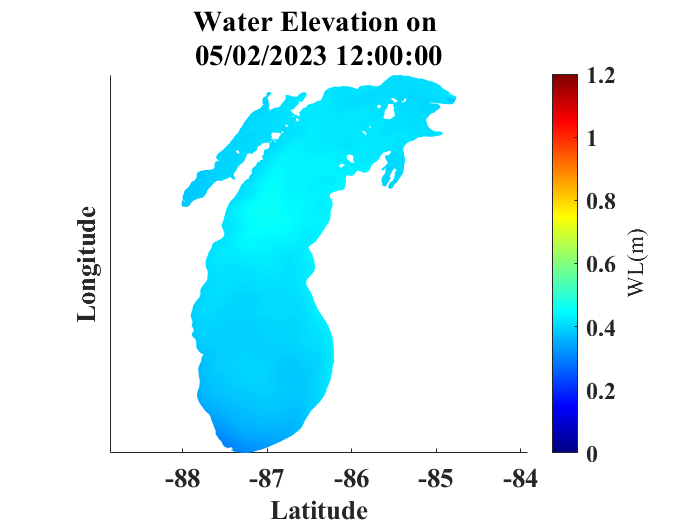 Water Elevation on
05/02/2023 12:00:00
Longitude
-88 -87 -86 -85 -84
Latitude
1.2
1
0.8
0.6
0.4
0.2
0
WL(m)